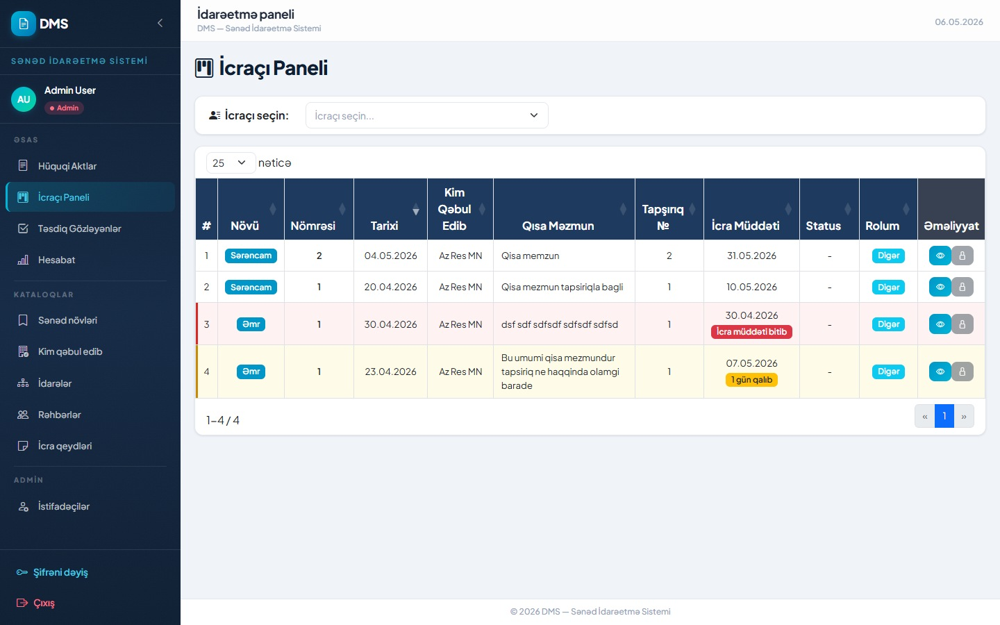 DMS
SƏNƏD İDARƏETMƏ SİSTEMİ
AU
Admin User
Admin
ƏSAS
Hüquqi Aktlar
İcraçı Paneli
Təsdiq Gözləyənlər
Hesabat
KATALOQLAR
Sənəd növləri
Kim qəbul edib
İdarələr
Rəhbərlər
İcra qeydləri
ADMİN
İstifadəçilər
Şifrəni dəyiş
Çıxış
İdarəetmə paneli
DMS — Sənəd İdarəetmə Sistemi
06.05.2026
İcraçı Paneli
İcraçı seçin:
İcraçı seçin...
25 nəticə
# Növü Nömrəsi Tarixi Kim Qəbul Edib Qısa Məzmun Tapşırıq № İcra Müddəti Status Rolum Əməliyyat
1 Sərəncam 2 04.05.2026 Az Res MN Qisa memzun 2 31.05.2026 - Digər
2 Sərəncam 1 20.04.2026 Az Res MN Qisa mezmun tapsiriqla bagli 1 10.05.2026 - Digər
3 Əmr 1 30.04.2026 Az Res MN dsf sdf sdfsdf sdfsdf sdfsd 1 30.04.2026 - Digər
İcra müddəti bitib
4 Əmr 1 23.04.2026 Az Res MN Bu umumi qisa mezmundur
tapsiriq ne haqqinda olamgi
barade
1 07.05.2026 - Digər
1 gün qalıb
1–4 / 4
« 1 »
© 2026 DMS — Sənəd İdarəetmə Sistemi